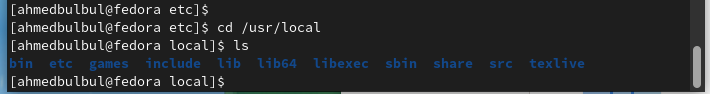 [ahmedbulbul@fedora etc]$
[ahmedbulbul@fedora etc]$ cd /usr/local
[ahmedbulbul@fedora local]$ ls
bin  etc  games  include  lib  lib64  libexec  sbin  share  src  texlive
[ahmedbulbul@fedora local]$